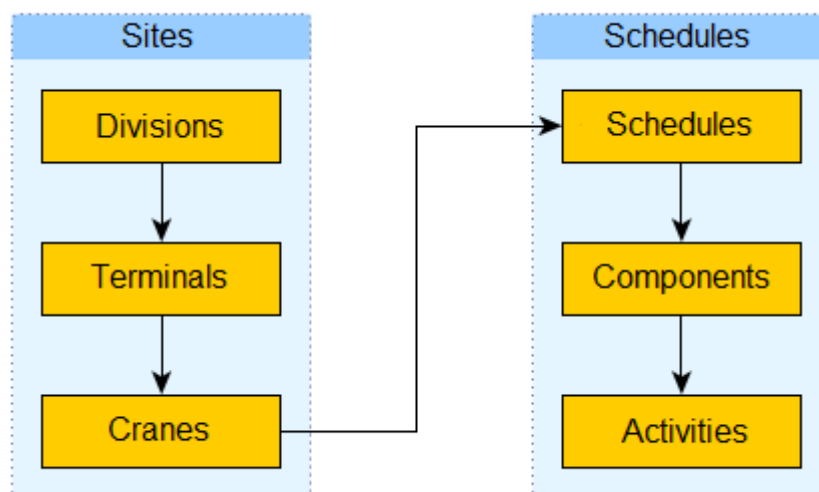 Sites
Divisions
Terminals
Cranes
Schedules
Schedules
Components
Activities